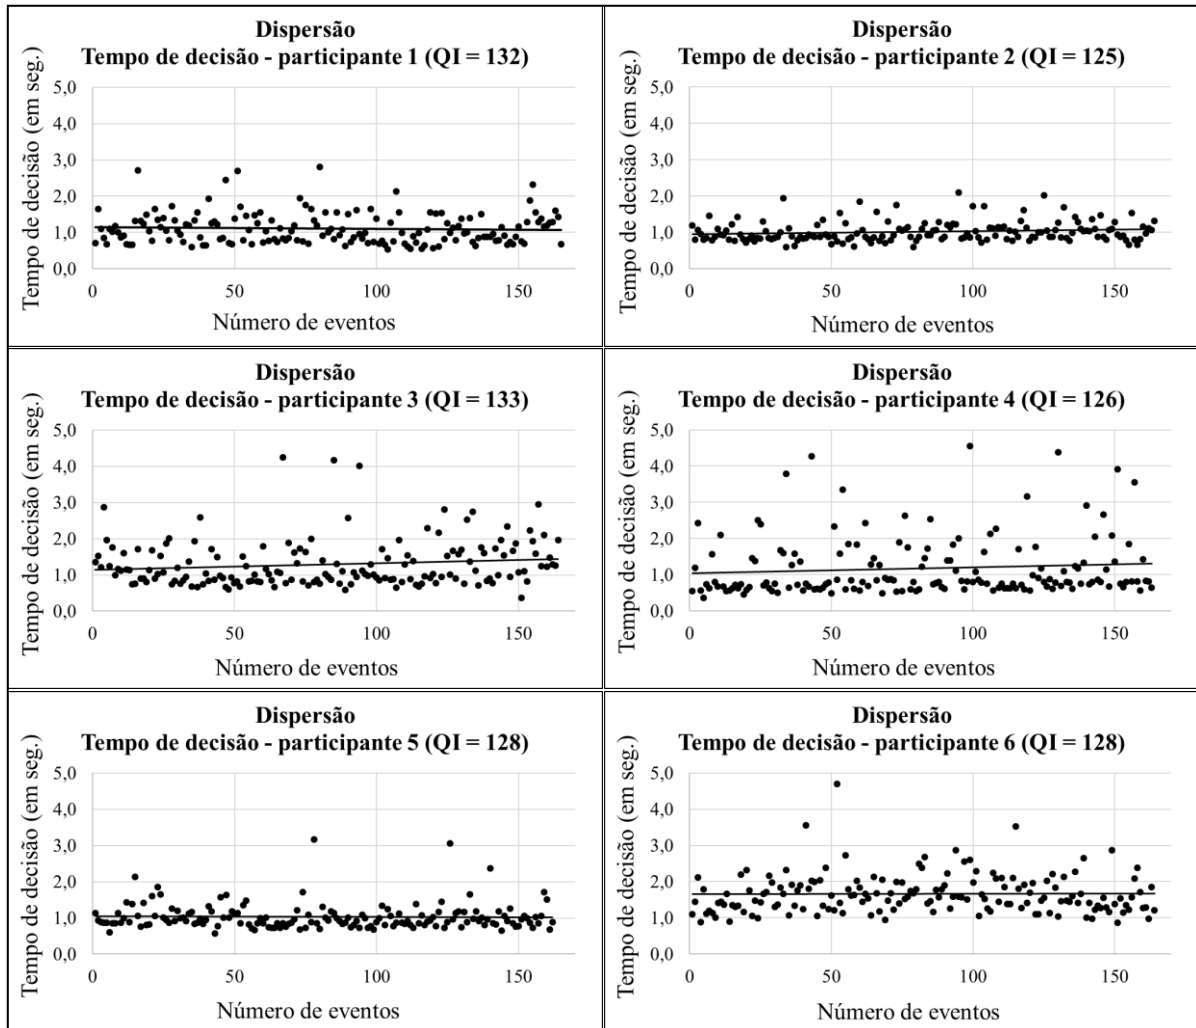 Dispersão
Tempo de decisão - participante 1 (QI = 132)
Tempo de decisão (em seg.)
5,0
4,0
3,0
2,0
1,0
0,0
0 50 100 150
Número de eventos
Dispersão
Tempo de decisão - participante 2 (QI = 125)
Tempo de decisão (em seg.)
5,0
4,0
3,0
2,0
1,0
0,0
0 50 100 150
Número de eventos
Dispersão
Tempo de decisão - participante 3 (QI = 133)
Tempo de decisão (em seg.)
5,0
4,0
3,0
2,0
1,0
0,0
0 50 100 150
Número de eventos
Dispersão
Tempo de decisão - participante 4 (QI = 126)
Tempo de decisão (em seg.)
5,0
4,0
3,0
2,0
1,0
0,0
0 50 100 150
Número de eventos
Dispersão
Tempo de decisão - participante 5 (QI = 128)
Tempo de decisão (em seg.)
5,0
4,0
3,0
2,0
1,0
0,0
0 50 100 150
Número de eventos
Dispersão
Tempo de decisão - participante 6 (QI = 128)
Tempo de decisão (em seg.)
5,0
4,0
3,0
2,0
1,0
0,0
0 50 100 150
Número de eventos